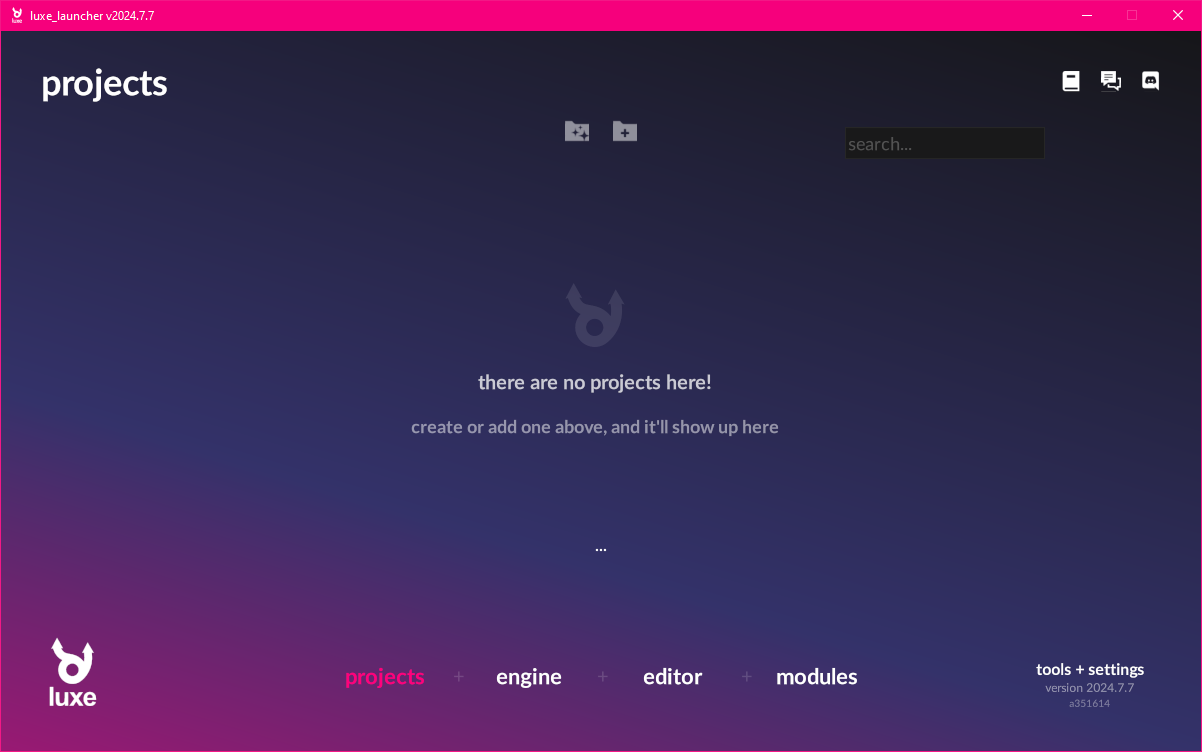 luxe_launcher v2024.7.7
projects
search...
there are no projects here!
create or add one above, and it'll show up here
...
luxe
projects + engine + editor + modules
tools + settings
version 2024.7.7
a351614